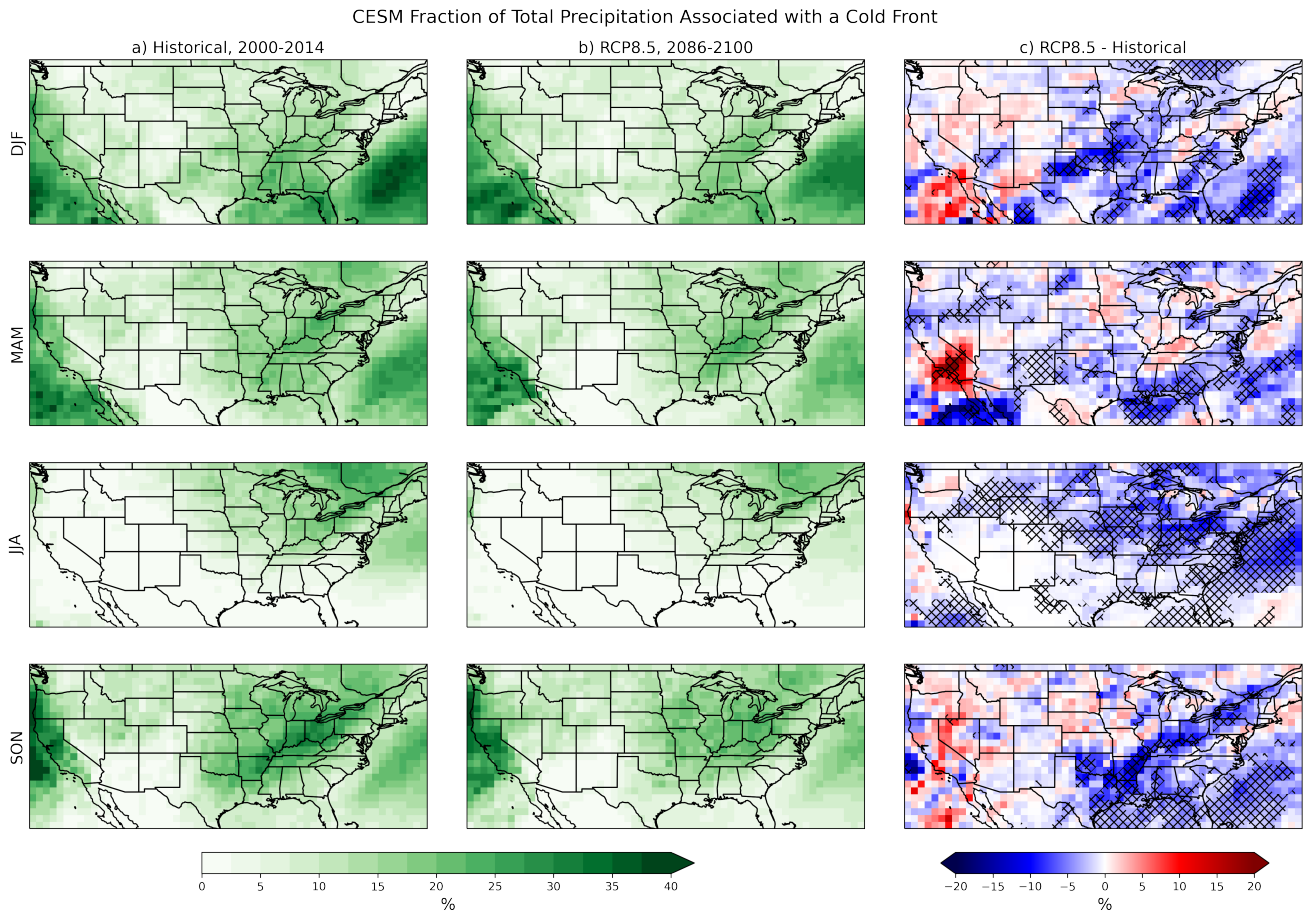 CESM Fraction of Total Precipitation Associated with a Cold Front
a) Historical, 2000-2014
b) RCP8.5, 2086-2100
c) RCP8.5 - Historical
DJF
MAM
JJA
SON
0 5 10 15 20 25 30 35 40
%
−20 −15 −10 −5 0 5 10 15 20
%